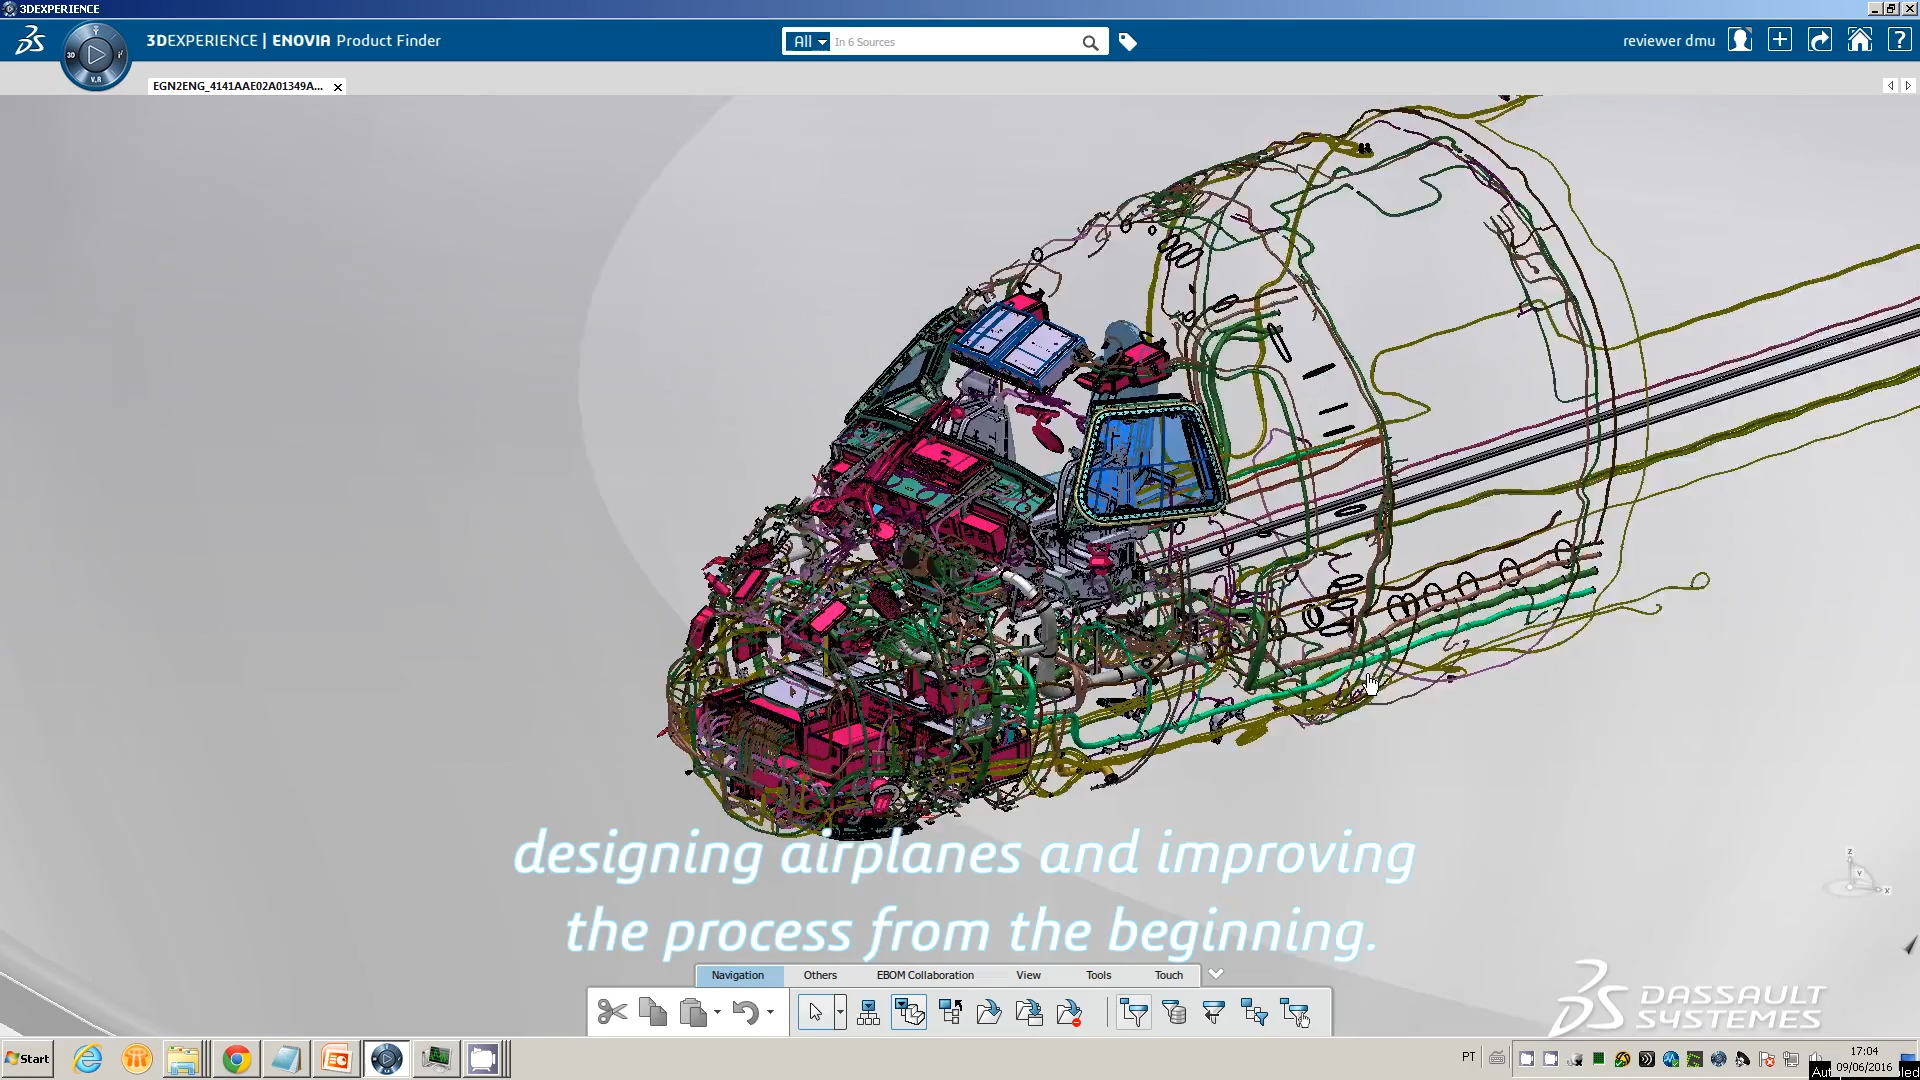 3DEXPERIENCE
3DEXPERIENCE | ENOVIA Product Finder
All
In 6 Sources
reviewer dmu
3D
V.R
EGN2ENG_4141AAE02A01349A...
designing airplanes and improving
the process from the beginning.
Z
Y
X
Navigation
Others
EBOM Collaboration
View
Tools
Touch
DASSAULT
SYSTEMES
Start
PT
17:04
09/06/2016